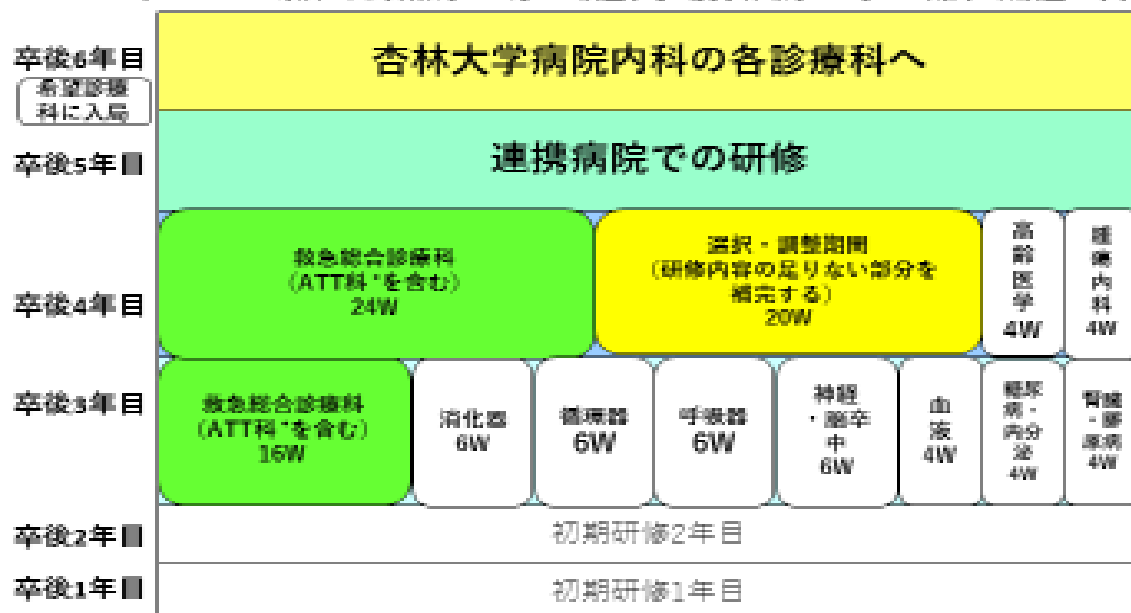 卒後6年目
希望診療
科に入局
杏林大学病院内科の各診療科へ
卒後5年目
連携病院での研修
卒後4年目
救急総合診療科
(ATT科*を含む)
24W
選択・調整期間
(研修内容の足りない部分を
補完する)
20W
高
齢
医
学
4W
腫
瘍
内
科
4W
卒後3年目
救急総合診療科
(ATT科*を含む)
16W
消化器
6W
循環器
6W
呼吸器
6W
神経
・脳卒
中
6W
血
液
4W
糖尿
病・
内分
泌
4W
腎臓
・膠
原病
4W
卒後2年目
初期研修2年目
卒後1年目
初期研修1年目